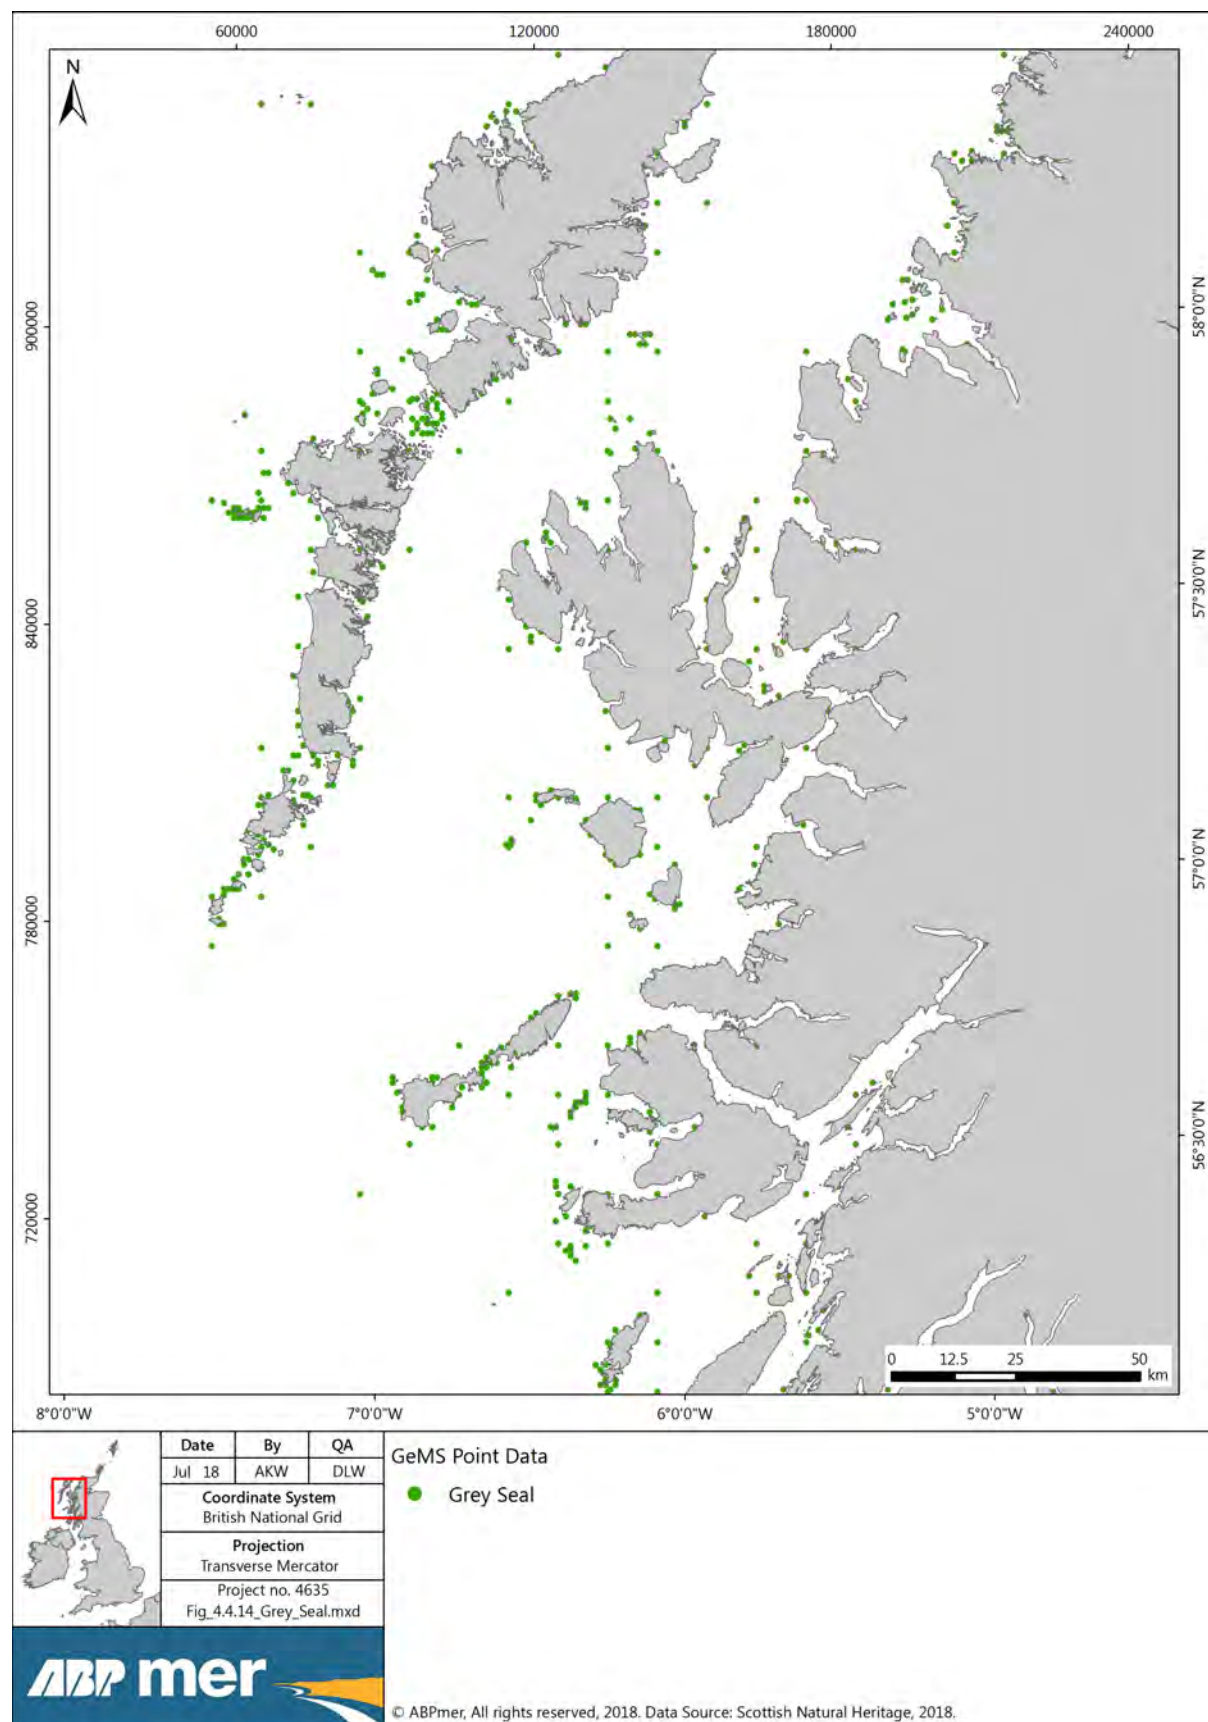 60000 120000 180000 240000
N
900000
58°0'0"N
57°30'0"N
840000
57°0'0"N
780000
56°30'0"N
720000
0 12.5 25 50
km
8°0'0"W 7°0'0"W 6°0'0"W 5°0'0"W
Date By QA
Jul 18 AKW DLW
Coordinate System
British National Grid
Projection
Transverse Mercator
Project no. 4635
Fig_4.4.14_Grey_Seal.mxd
GeMS Point Data
Grey Seal
ABPmer
© ABPmer, All rights reserved, 2018. Data Source: Scottish Natural Heritage, 2018.